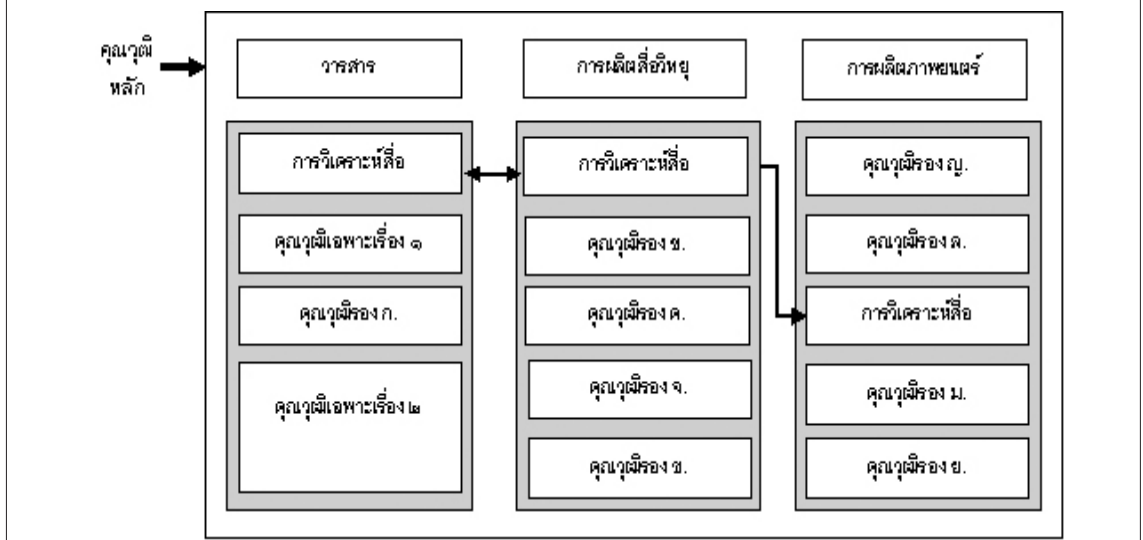 คุณวุฒิ
หลัก
วารสาร
การผลิตสื่อวิทยุ
การผลิตภาพยนตร์
การวิเคราะห์สื่อ
คุณวุฒิเฉพาะเรื่อง ๑
คุณวุฒิรอง ก.
คุณวุฒิเฉพาะเรื่อง ๒
การวิเคราะห์สื่อ
คุณวุฒิรอง ข.
คุณวุฒิรอง ค.
คุณวุฒิรอง จ.
คุณวุฒิรอง ช.
คุณวุฒิรอง ญ.
คุณวุฒิรอง ล.
การวิเคราะห์สื่อ
คุณวุฒิรอง ม.
คุณวุฒิรอง ย.